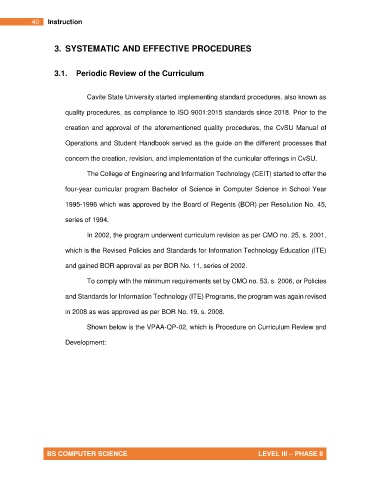 40 Instruction
3. SYSTEMATIC AND EFFECTIVE PROCEDURES
3.1. Periodic Review of the Curriculum
Cavite State University started implementing standard procedures, also known as
quality procedures, as compliance to ISO 9001:2015 standards since 2018. Prior to the
creation and approval of the aforementioned quality procedures, the CvSU Manual of
Operations and Student Handbook served as the guide on the different processes that
concern the creation, revision, and implementation of the curricular offerings in CvSU.
The College of Engineering and Information Technology (CEIT) started to offer the
four-year curricular program Bachelor of Science in Computer Science in School Year
1995-1996 which was approved by the Board of Regents (BOR) per Resolution No. 45,
series of 1994.
In 2002, the program underwent curriculum revision as per CMO no. 25, s. 2001,
which is the Revised Policies and Standards for Information Technology Education (ITE)
and gained BOR approval as per BOR No. 11, series of 2002.
To comply with the minimum requirements set by CMO no. 53, s. 2006, or Policies
and Standards for Information Technology (ITE) Programs, the program was again revised
in 2008 as was approved as per BOR No. 19, s. 2008.
Shown below is the VPAA-QP-02, which is Procedure on Curriculum Review and
Development:
BS COMPUTER SCIENCE LEVEL III – PHASE II